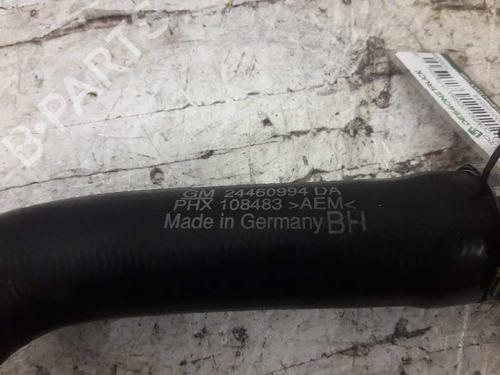 B-PARTS
GM 24460994 DA
PHX 108483 >AEM<
Made in Germany BH